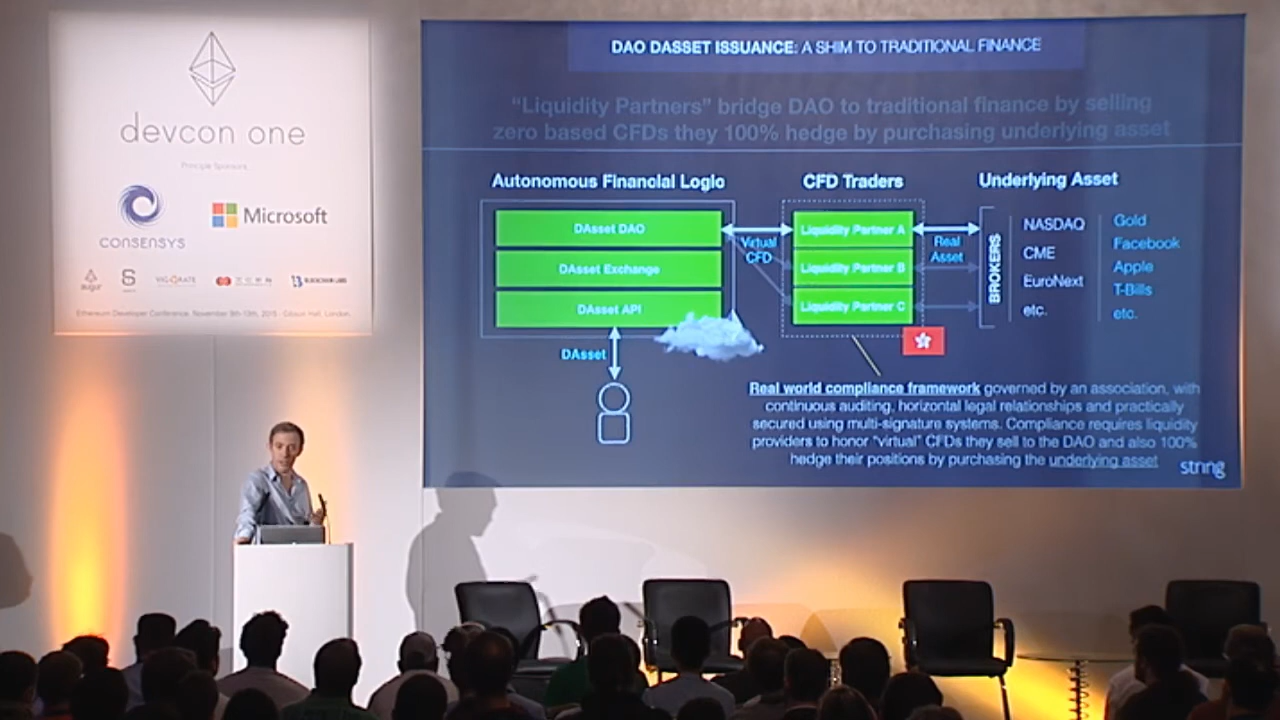 devcon one
Principle Sponsors
CONSENSYS
Microsoft
augur
VIGORATE
BLOCKCHAIN LABS
Ethereum Developer Conference. November 9th-13th, 2015 - Gibson Hall, London.
DAO DASSET ISSUANCE: A SHIM TO TRADITIONAL FINANCE
“Liquidity Partners” bridge DAO to traditional finance by selling
zero based CFDs they 100% hedge by purchasing underlying asset
Autonomous Financial Logic
CFD Traders
Underlying Asset
DAsset DAO
DAsset Exchange
DAsset API
DAsset
Virtual
CFD
Liquidity Partner A
Liquidity Partner B
Liquidity Partner C
Real
Asset
BROKERS
NASDAQ
CME
EuroNext
etc.
Gold
Facebook
Apple
T-Bills
etc.
Real world compliance framework governed by an association, with
continuous auditing, horizontal legal relationships and practically
secured using multi-signature systems. Compliance requires liquidity
providers to honor “virtual” CFDs they sell to the DAO and also 100%
hedge their positions by purchasing the underlying asset
string